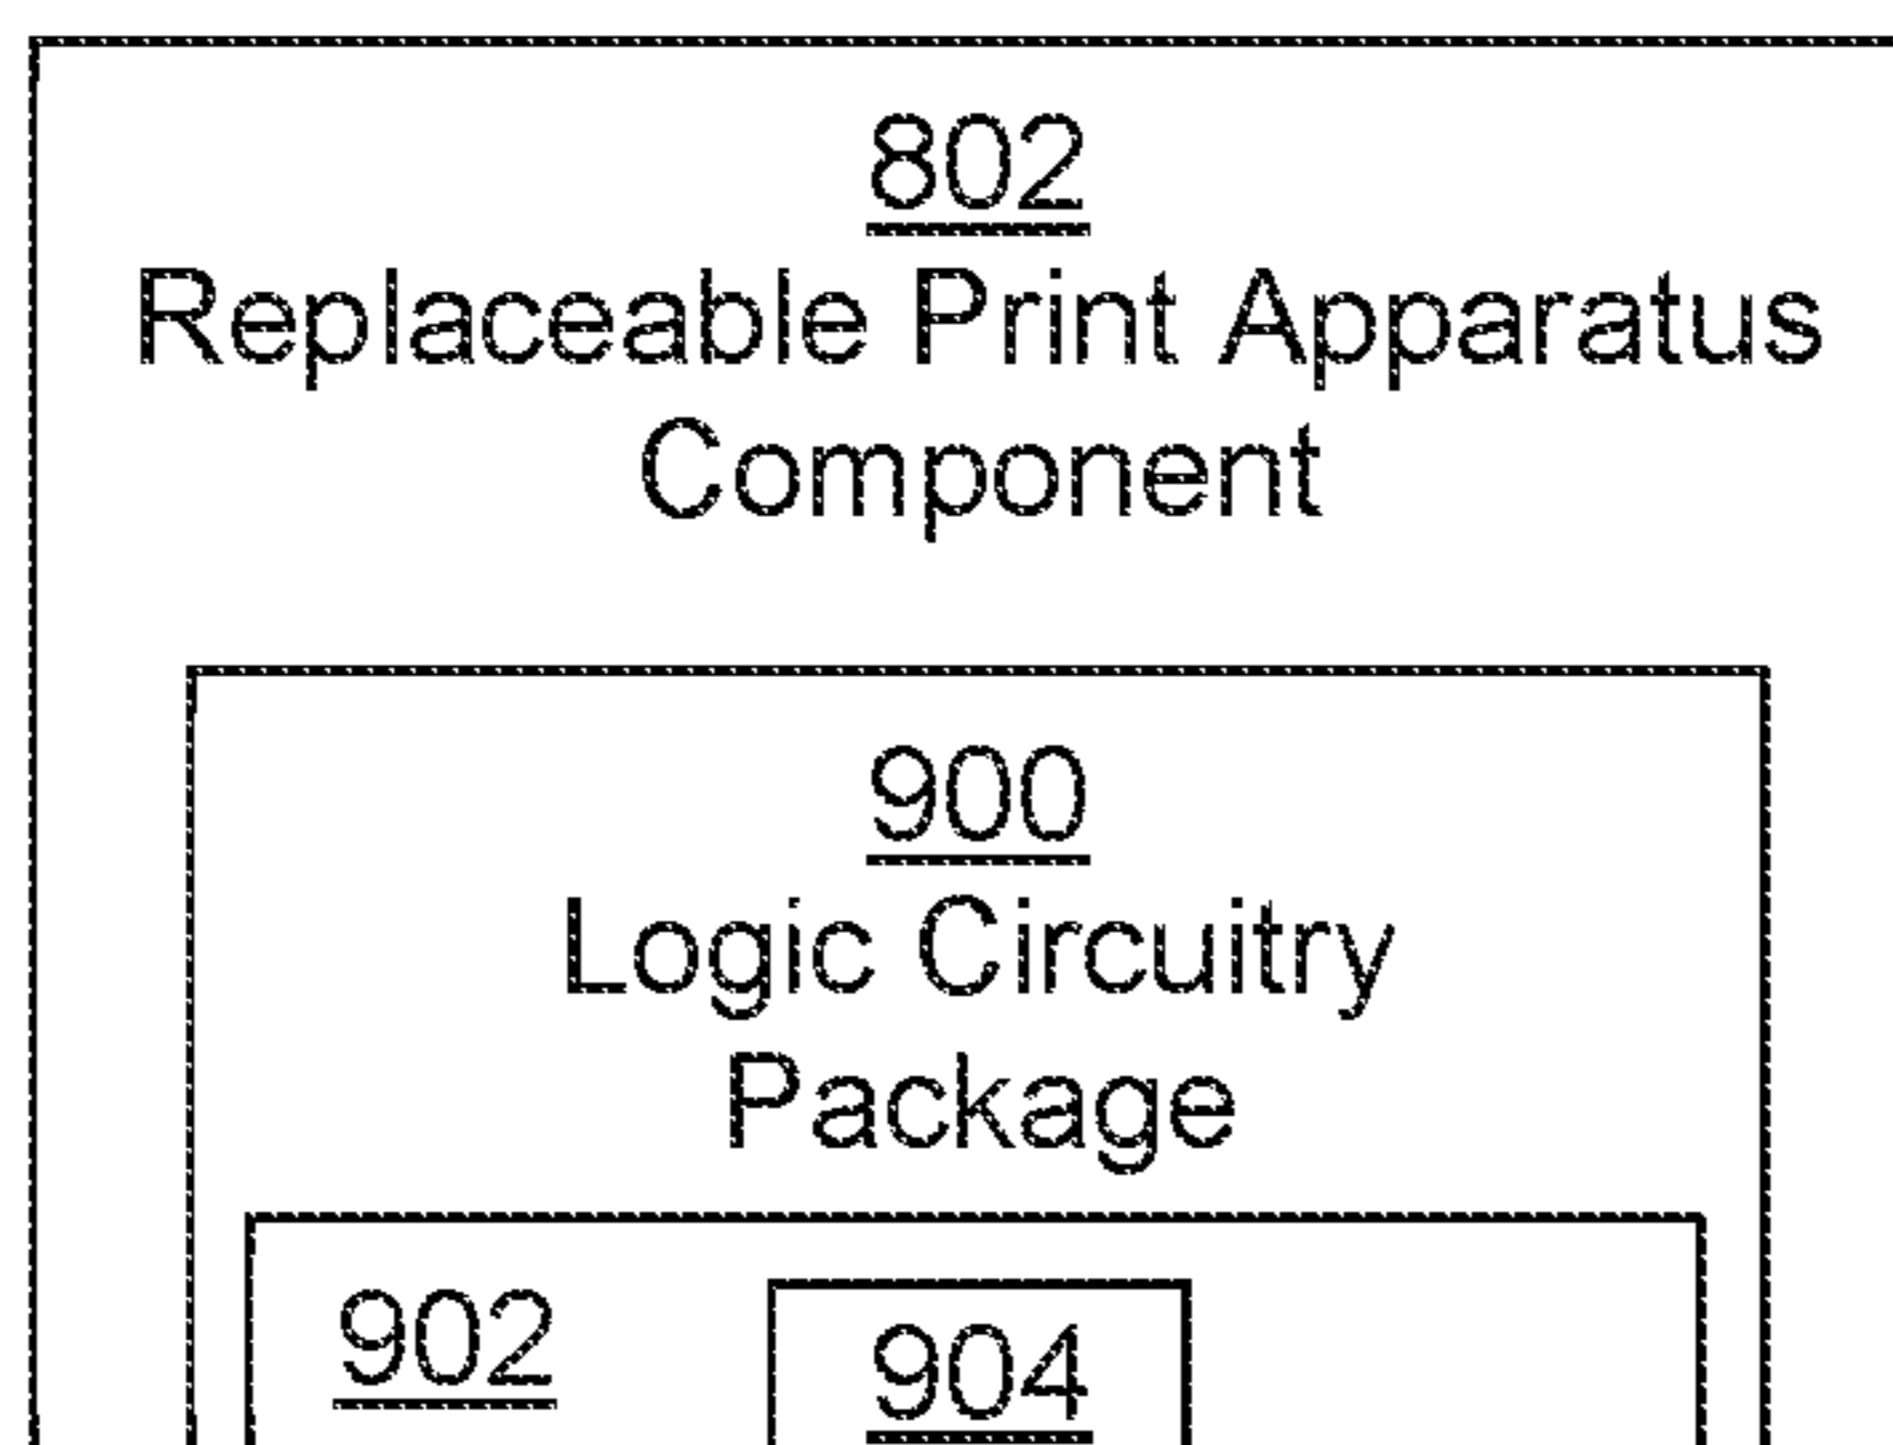 802
Replaceable Print Apparatus
Component
900
Logic Circuitry
Package
902
904